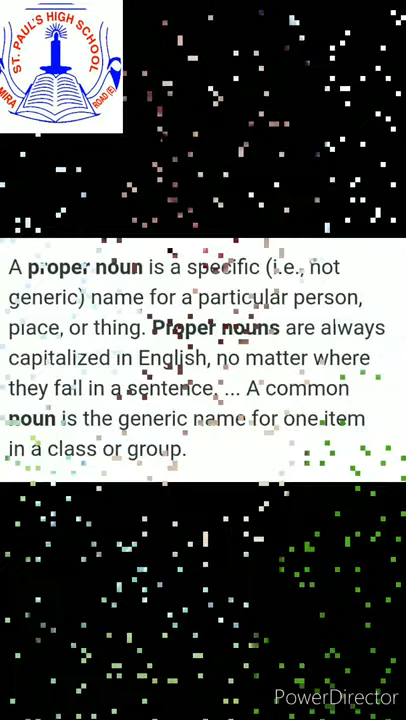 ST. PAUL'S HIGH SCHOOL
MIRA
ROAD (E)
A proper noun is a specific (i.e., not
generic) name for a particular person,
place, or thing. Proper nouns are always
capitalized in English, no matter where
they fall in a sentence. ... A common
noun is the generic name for one item
in a class or group.
PowerDirector